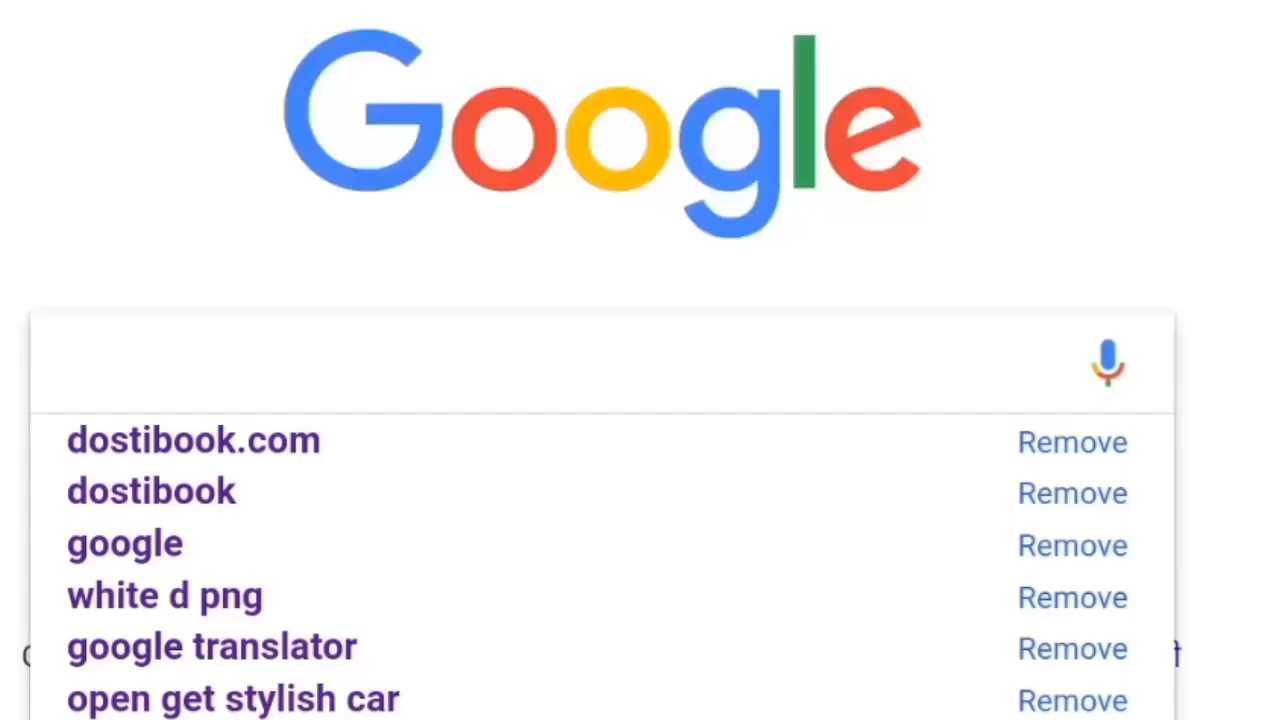 Google
dostibook.com
Remove
dostibook
Remove
google
Remove
white d png
Remove
google translator
Remove
open get stylish car
Remove